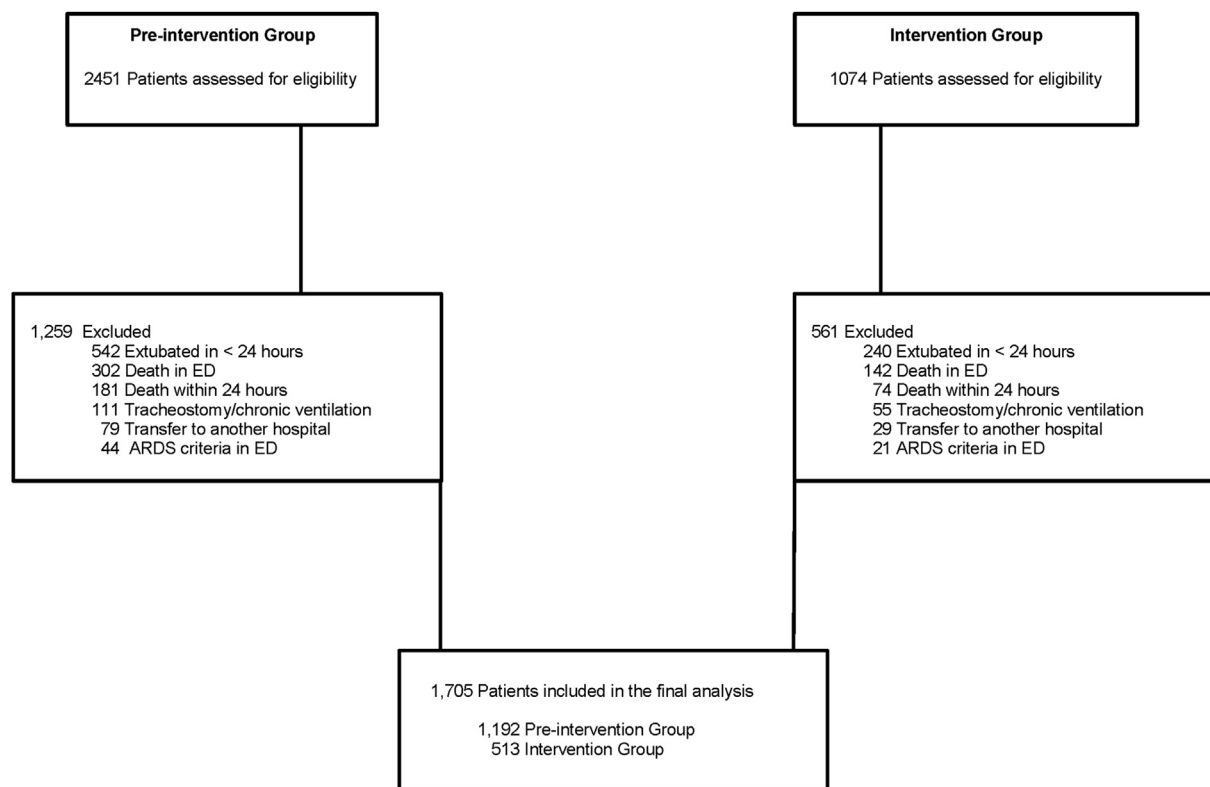 Pre-intervention Group
2451 Patients assessed for eligibility
Intervention Group
1074 Patients assessed for eligibility
1,259 Excluded
542 Extubated in < 24 hours
302 Death in ED
181 Death within 24 hours
111 Tracheostomy/chronic ventilation
79 Transfer to another hospital
44 ARDS criteria in ED
561 Excluded
240 Extubated in < 24 hours
142 Death in ED
74 Death within 24 hours
55 Tracheostomy/chronic ventilation
29 Transfer to another hospital
21 ARDS criteria in ED
1,705 Patients included in the final analysis
1,192 Pre-intervention Group
513 Intervention Group